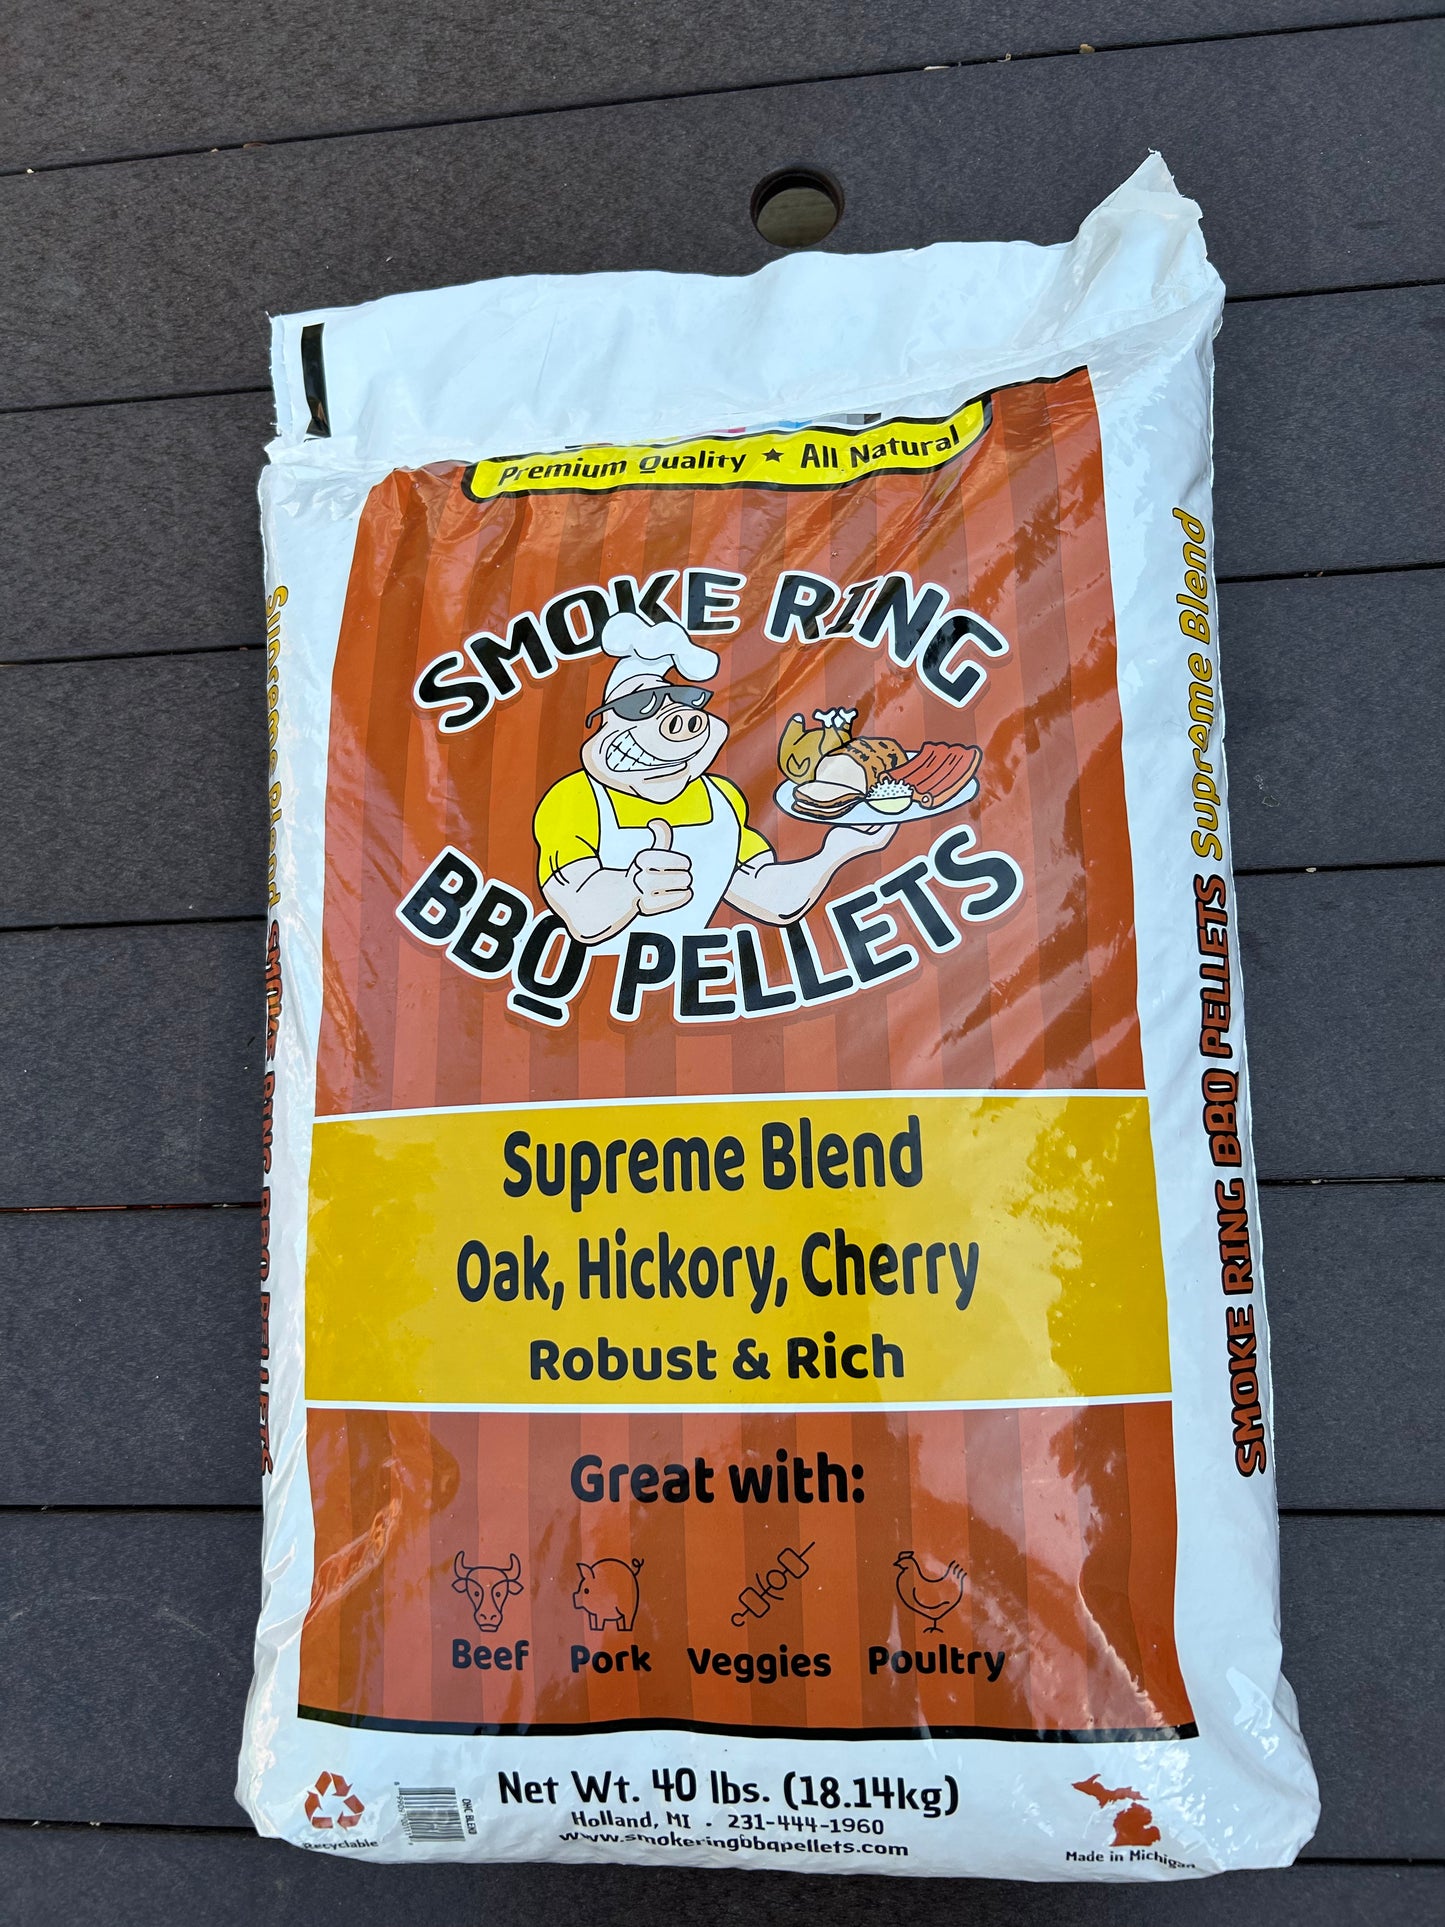 Premium Quality ★ All Natural
SMOKE RING
BBQ PELLETS
Supreme Blend
Oak, Hickory, Cherry
Robust & Rich
Great with:
Beef Pork Veggies Poultry
Net Wt. 40 lbs. (18.14kg)
Holland, MI . 231-444-1960
www.smokeringbbqpellets.com
Recyclable
OHC BLEND
Made in Michigan
SMOKE RING BBQ PELLETS Supreme Blend
Supreme Blend SMOKE RING BBQ PELLETS